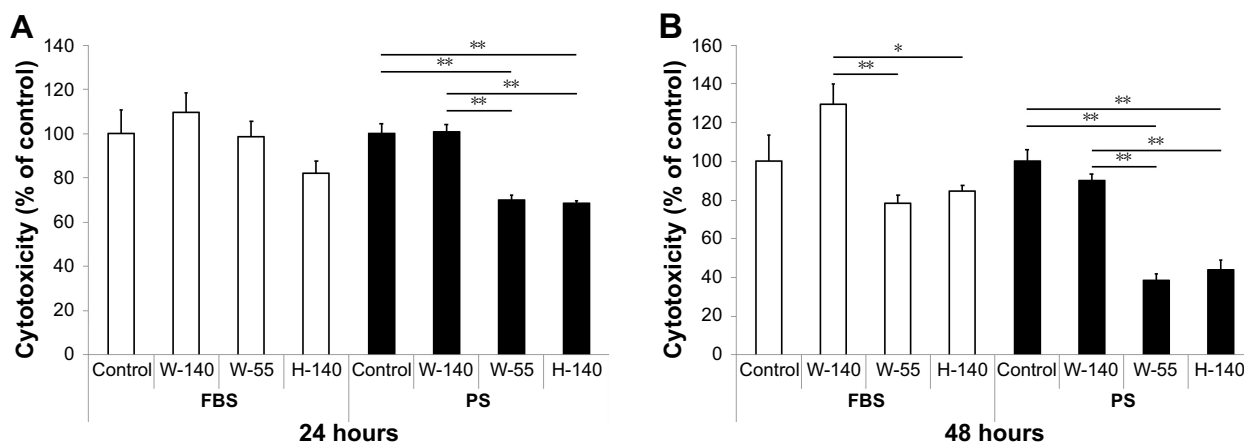 A
Cytotoxicity (% of control)
140
120
100
80
60
40
20
0
**
**
**
**
Control W-140 W-55 H-140 Control W-140 W-55 H-140
FBS PS
24 hours
B
Cytotoxicity (% of control)
160
140
120
100
80
60
40
20
0
*
**
**
**
**
**
Control W-140 W-55 H-140 Control W-140 W-55 H-140
FBS PS
48 hours